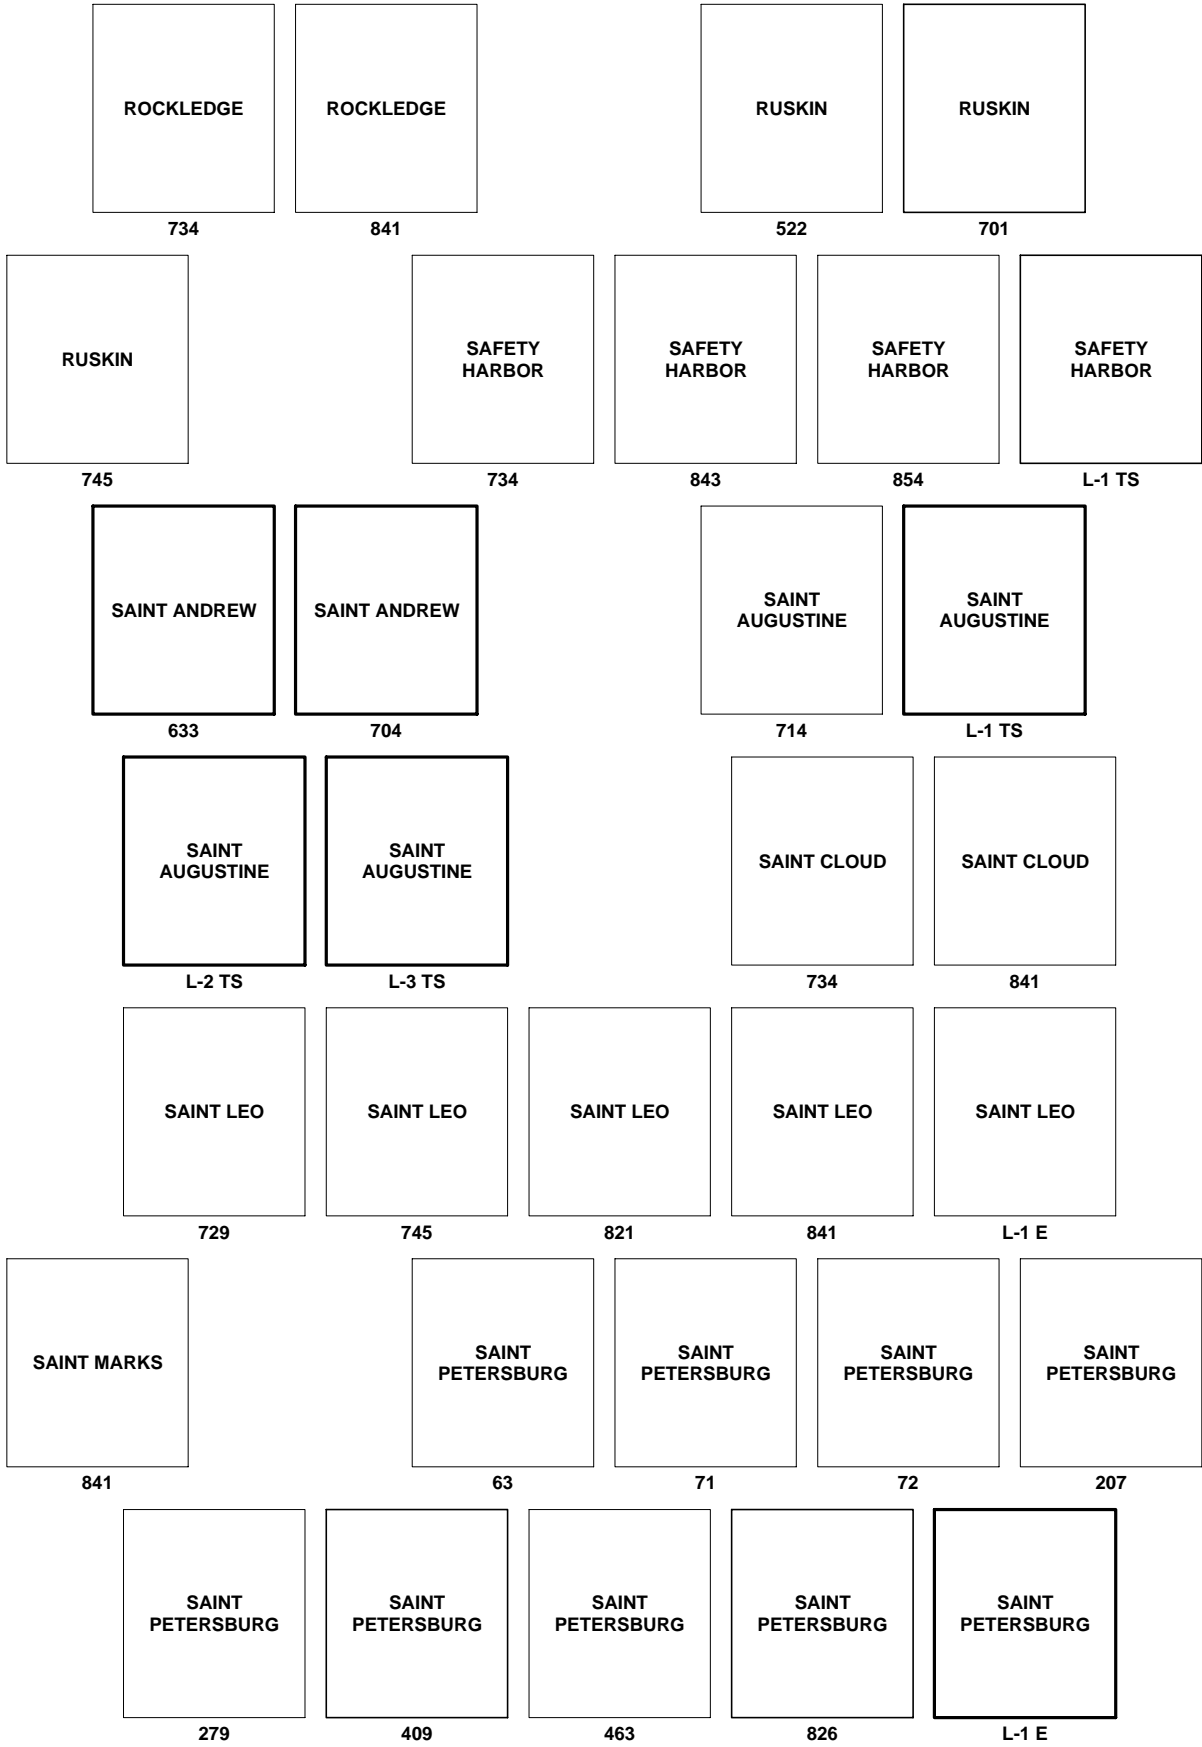 ROCKLEDGE
734
ROCKLEDGE
841
RUSKIN
522
RUSKIN
701
RUSKIN
745
SAFETY
HARBOR
734
SAFETY
HARBOR
843
SAFETY
HARBOR
854
SAFETY
HARBOR
L-1 TS
SAINT ANDREW
633
SAINT ANDREW
704
SAINT
AUGUSTINE
714
SAINT
AUGUSTINE
L-1 TS
SAINT
AUGUSTINE
L-2 TS
SAINT
AUGUSTINE
L-3 TS
SAINT CLOUD
734
SAINT CLOUD
841
SAINT LEO
729
SAINT LEO
745
SAINT LEO
821
SAINT LEO
841
SAINT LEO
L-1 E
SAINT MARKS
841
SAINT
PETERSBURG
63
SAINT
PETERSBURG
71
SAINT
PETERSBURG
72
SAINT
PETERSBURG
207
SAINT
PETERSBURG
279
SAINT
PETERSBURG
409
SAINT
PETERSBURG
463
SAINT
PETERSBURG
826
SAINT
PETERSBURG
L-1 E